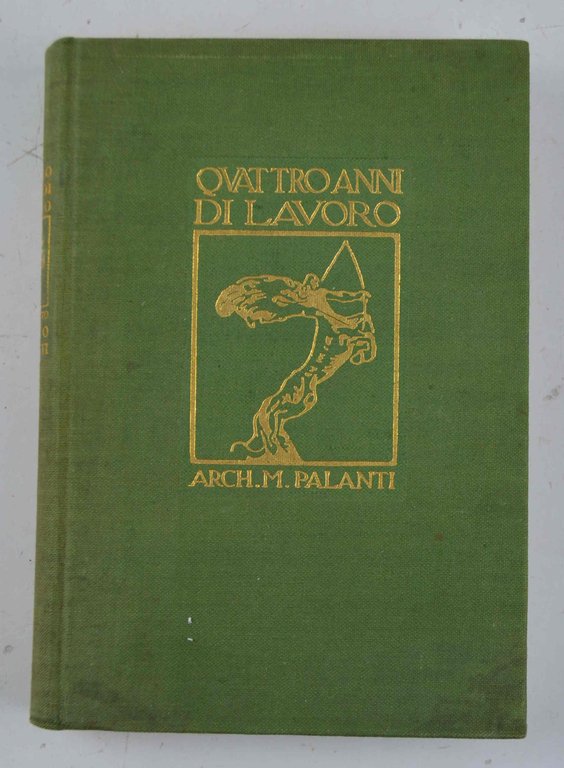 QVATTRO ANNI
DI LAVORO
ARCH. M. PALANTI